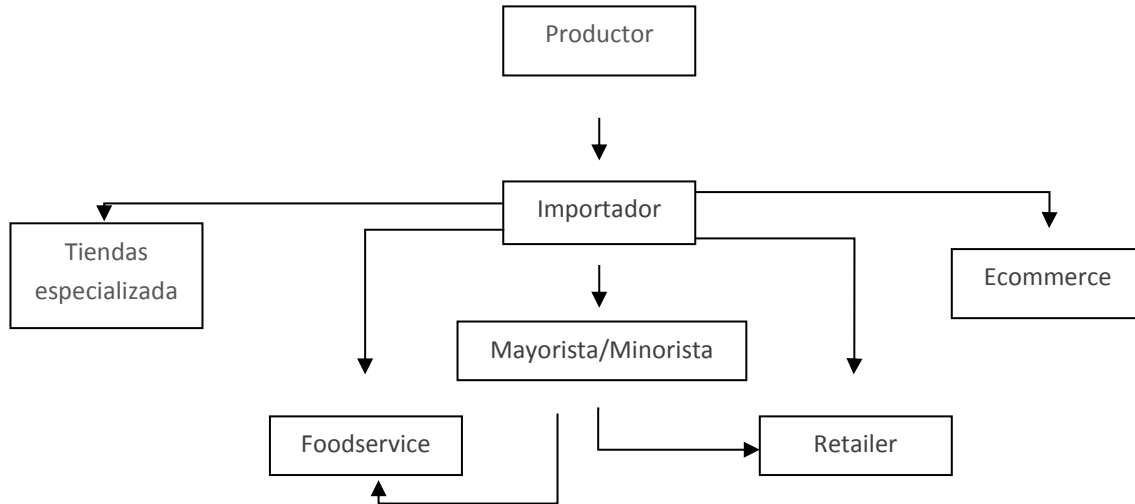 Productor
Importador
Tiendas
especializada
Ecommerce
Mayorista/Minorista
Foodservice
Retailer